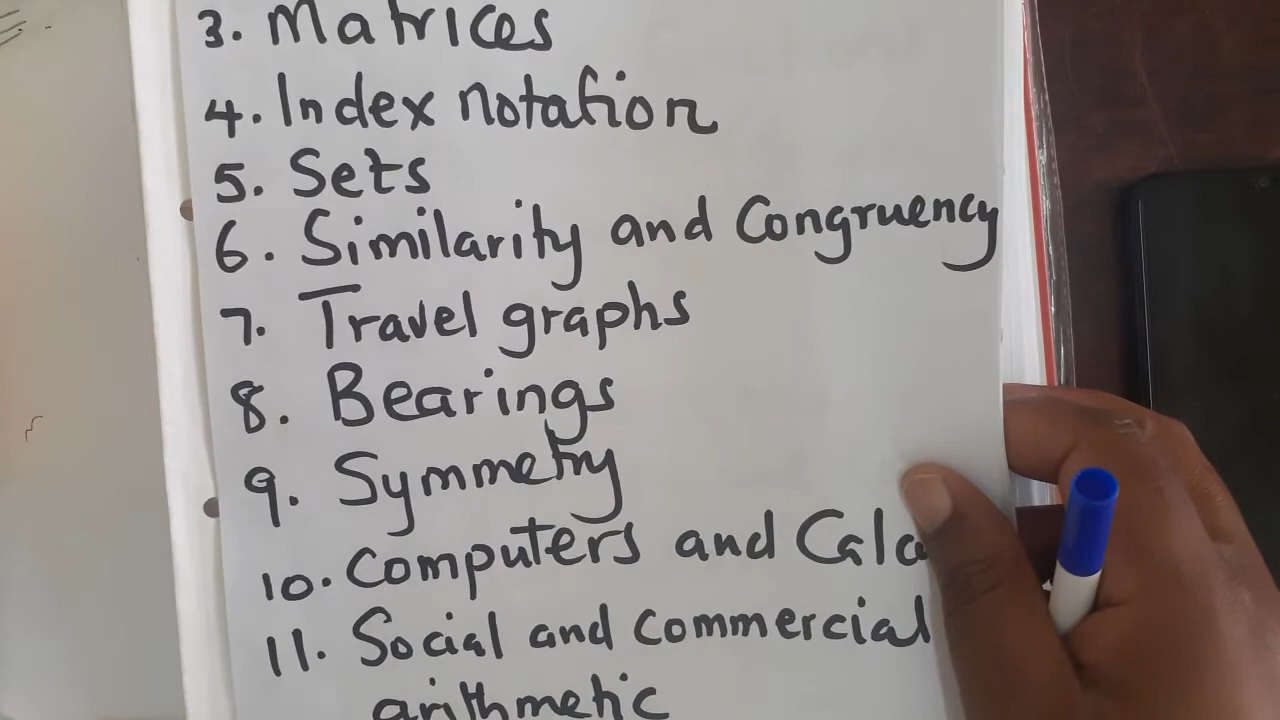 3. Matrices
4. Index notation
5. Sets
6. Similarity and Congruency
7. Travel graphs
8. Bearings
9. Symmetry
10. Computers and
11. Social and commercial
arithmetic